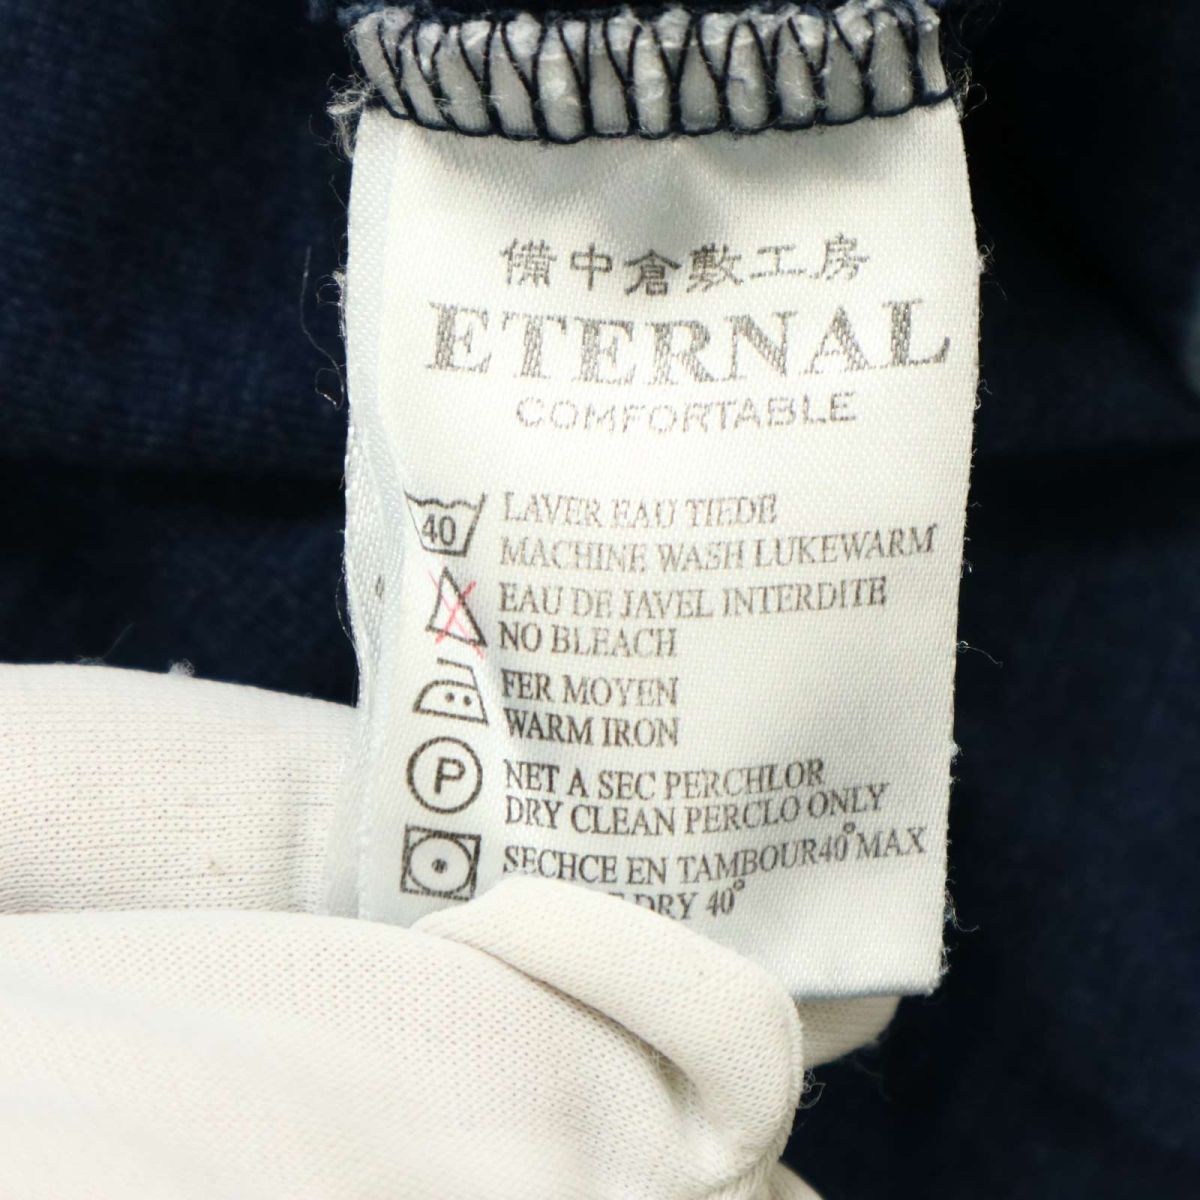 備中倉敷工房
ETERNAL
COMFORTABLE
40
LAVER EAU TIEDE
MACHINE WASH LUKEWARM
EAU DE JAVEL INTERDITE
NO BLEACH
FER MOYEN
WARM IRON
P
NET A SEC PERCHLOR
DRY CLEAN PERCLO ONLY
SECHCE EN TAMBOUR40°MAX
DRY 40°